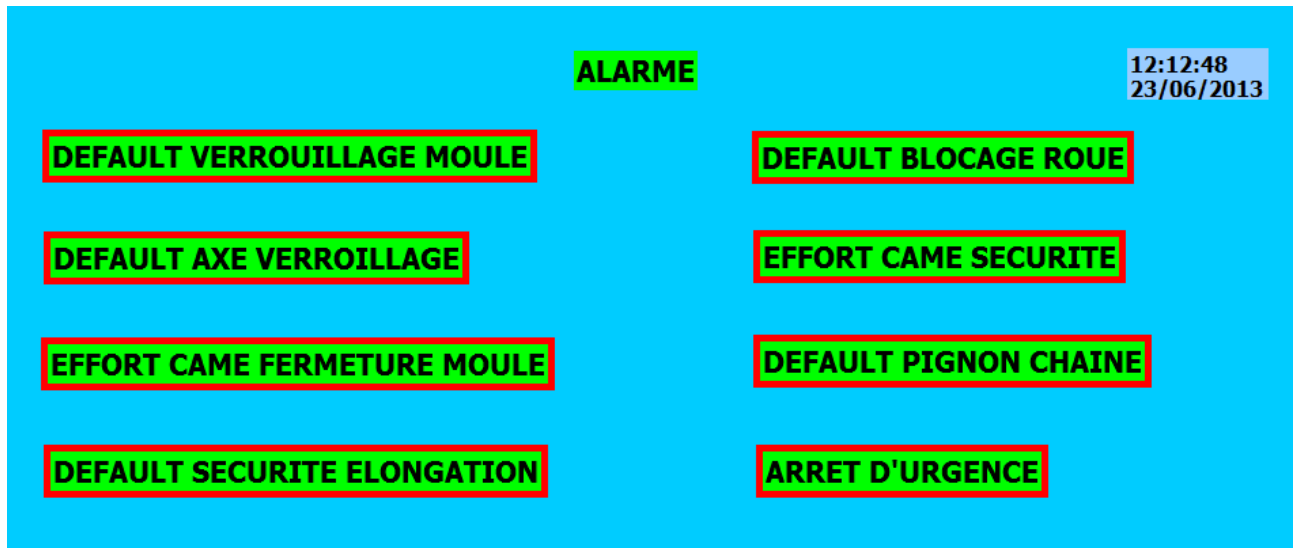 ALARME
12:12:48
23/06/2013
DEFAULT VERROUILLAGE MOULE
DEFAULT BLOCAGE ROUE
DEFAULT AXE VERROILLAGE
EFFORT CAME SECURITE
EFFORT CAME FERMETURE MOULE
DEFAULT PIGNON CHAINE
DEFAULT SECURITE ELONGATION
ARRET D'URGENCE